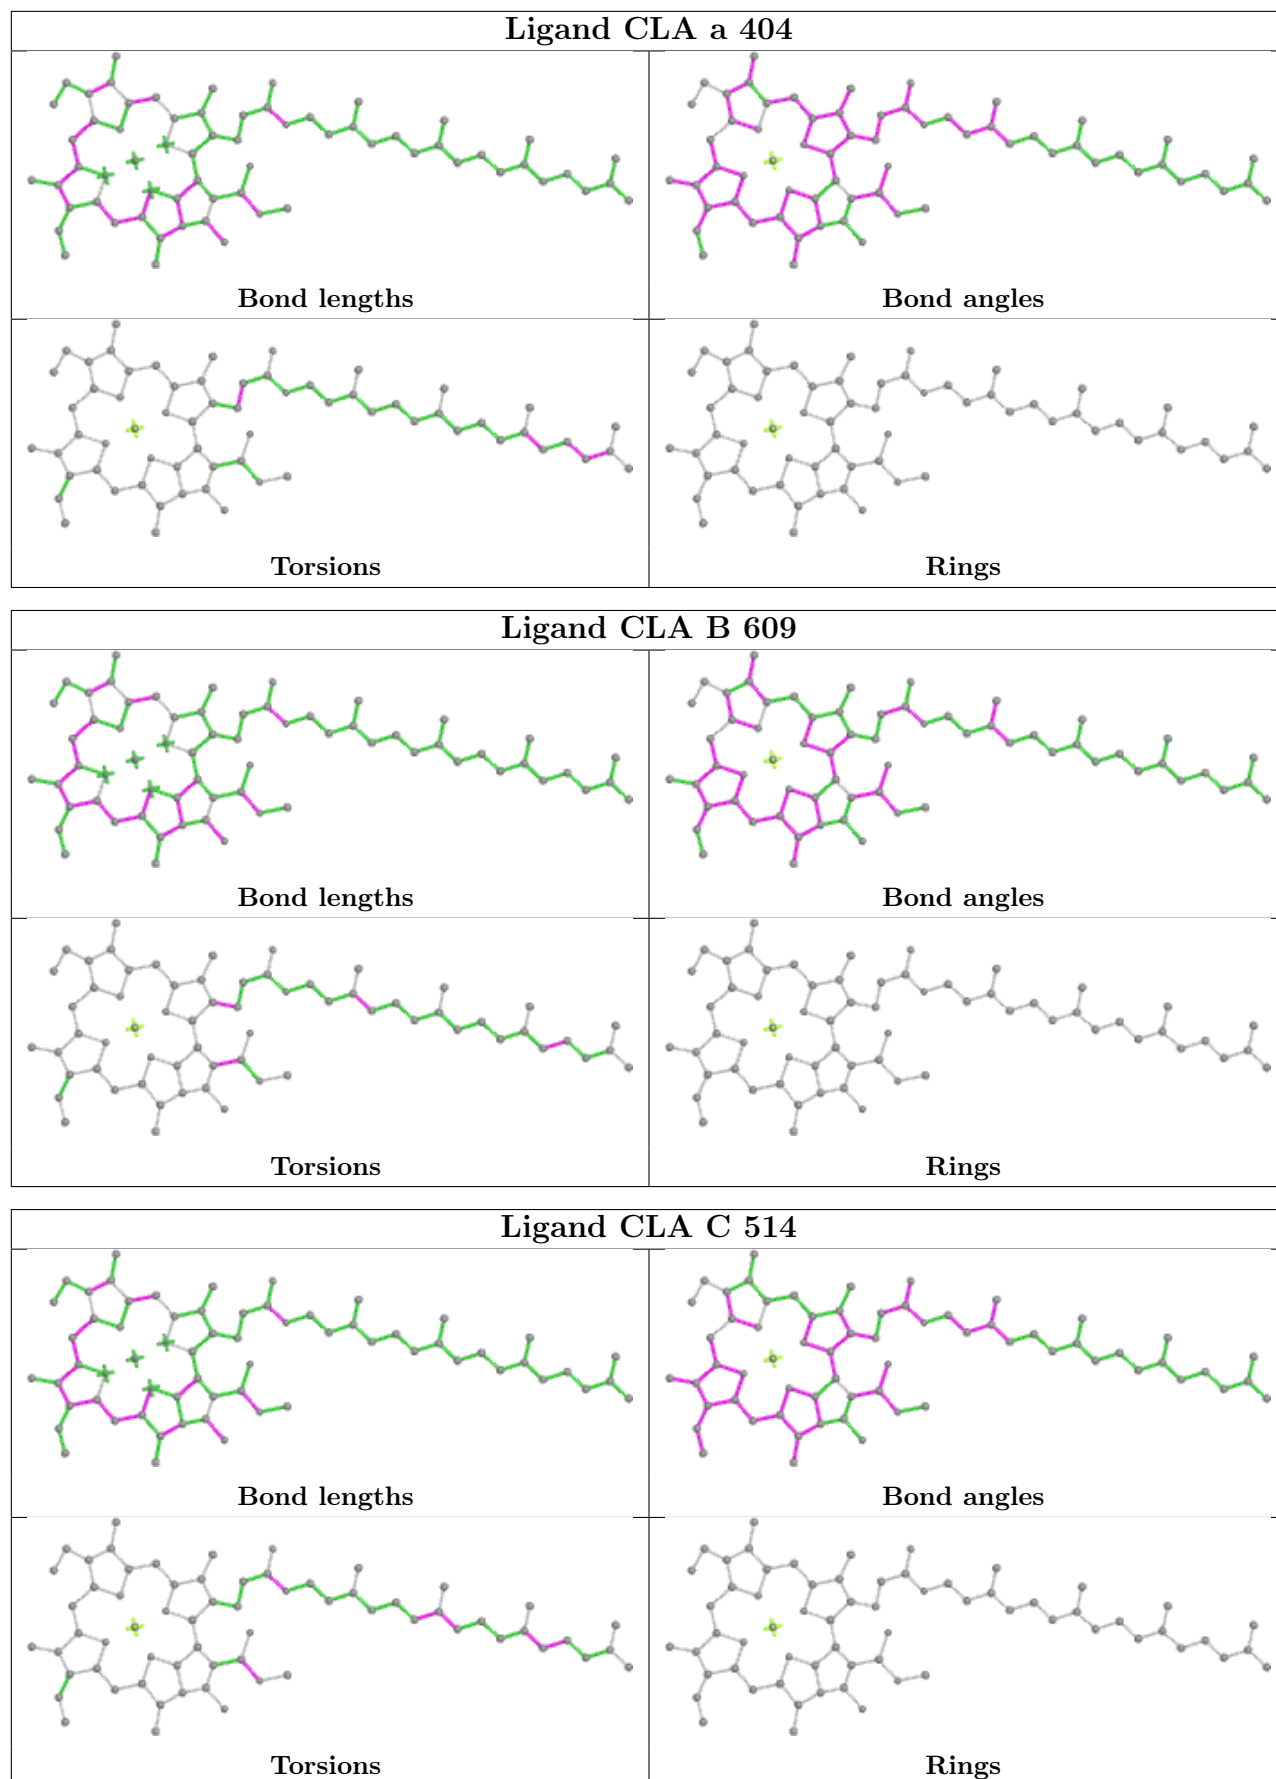 Ligand CLA a 404
Bond lengths
Bond angles
Torsions
Rings
Ligand CLA B 609
Bond lengths
Bond angles
Torsions
Rings
Ligand CLA C 514
Bond lengths
Bond angles
Torsions
Rings